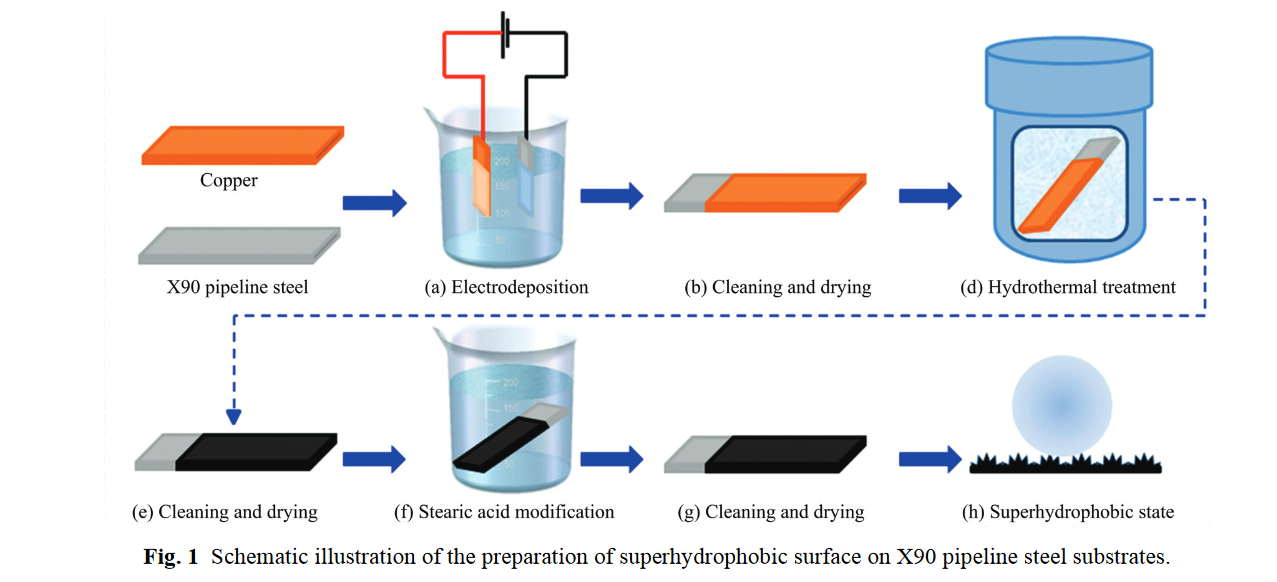 Copper
X90 pipeline steel
200
150
100
50
(a) Electrodeposition
(b) Cleaning and drying
(d) Hydrothermal treatment
(e) Cleaning and drying
200
150
(f) Stearic acid modification
(g) Cleaning and drying
(h) Superhydrophobic state
Fig. 1 Schematic illustration of the preparation of superhydrophobic surface on X90 pipeline steel substrates.